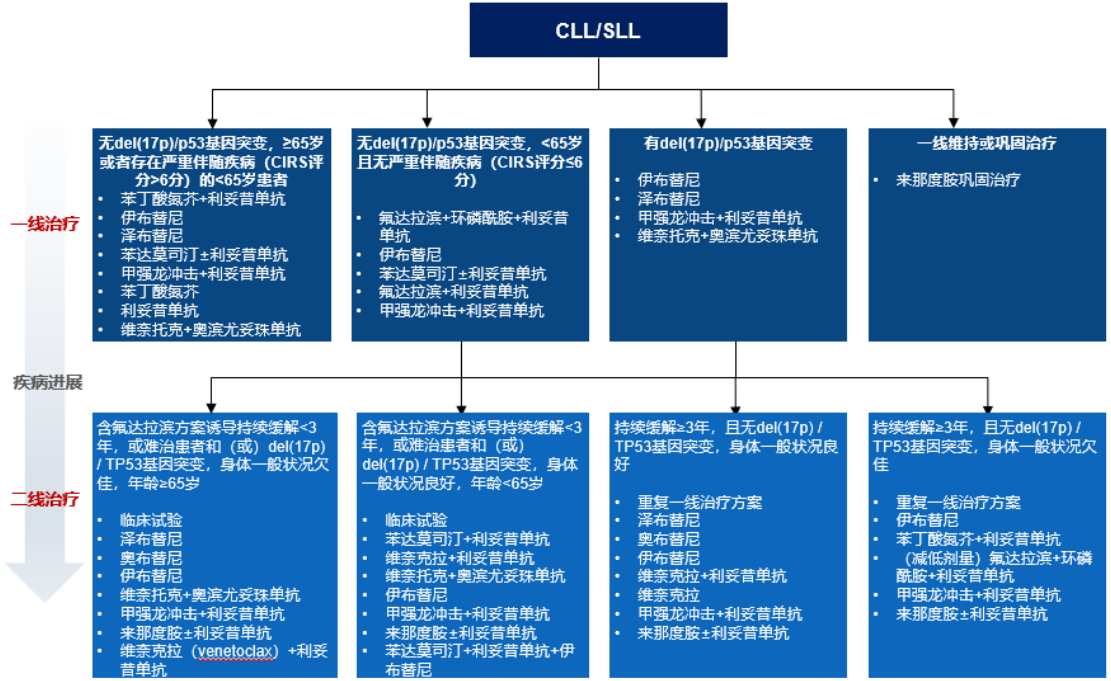 CLL/SLL
一线治疗
无del(17p)/p53基因突变，≥65岁
或者存在严重伴随疾病（CIRS评
分>6分）的<65岁患者
• 苯丁酸氮芥+利妥昔单抗
• 伊布替尼
• 泽布替尼
• 苯达莫司汀±利妥昔单抗
• 甲强龙冲击+利妥昔单抗
• 苯丁酸氮芥
• 利妥昔单抗
• 维奈托克+奥滨尤妥珠单抗
无del(17p)/p53基因突变，<65岁
且无严重伴随疾病（CIRS评分≤6
分）
• 氟达拉滨+环磷酰胺+利妥昔
单抗
• 伊布替尼
• 苯达莫司汀±利妥昔单抗
• 氟达拉滨+利妥昔单抗
• 甲强龙冲击+利妥昔单抗
有del(17p)/p53基因突变
• 伊布替尼
• 泽布替尼
• 甲强龙冲击+利妥昔单抗
• 维奈托克+奥滨尤妥珠单抗
一线维持或巩固治疗
• 来那度胺巩固治疗
疾病进展
二线治疗
含氟达拉滨方案诱导持续缓解<3
年，或难治患者和（或）del(17p)
/ TP53基因突变，身体一般状况欠
佳，年龄≥65岁
• 临床试验
• 泽布替尼
• 奥布替尼
• 伊布替尼
• 维奈托克+奥滨尤妥珠单抗
• 甲强龙冲击+利妥昔单抗
• 来那度胺±利妥昔单抗
• 维奈克拉（venetoclax）+利妥
昔单抗
含氟达拉滨方案诱导持续缓解<3
年，或难治患者和（或）
del(17p) / TP53基因突变，身体
一般状况良好，年龄<65岁
• 临床试验
• 苯达莫司汀+利妥昔单抗
• 维奈克拉+利妥昔单抗
• 维奈托克+奥滨尤妥珠单抗
• 伊布替尼
• 甲强龙冲击+利妥昔单抗
• 来那度胺±利妥昔单抗
• 苯达莫司汀+利妥昔单抗+伊
布替尼
持续缓解≥3年，且无del(17p) /
TP53基因突变，身体一般状况良
好
• 重复一线治疗方案
• 泽布替尼
• 奥布替尼
• 伊布替尼
• 维奈克拉+利妥昔单抗
• 维奈克拉
• 甲强龙冲击+利妥昔单抗
• 来那度胺±利妥昔单抗
持续缓解≥3年，且无del(17p) /
TP53基因突变，身体一般状况欠
佳
• 重复一线治疗方案
• 伊布替尼
• 苯丁酸氮芥+利妥昔单抗
• （减低剂量）氟达拉滨+环磷
酰胺+利妥昔单抗
• 甲强龙冲击+利妥昔单抗
• 来那度胺±利妥昔单抗